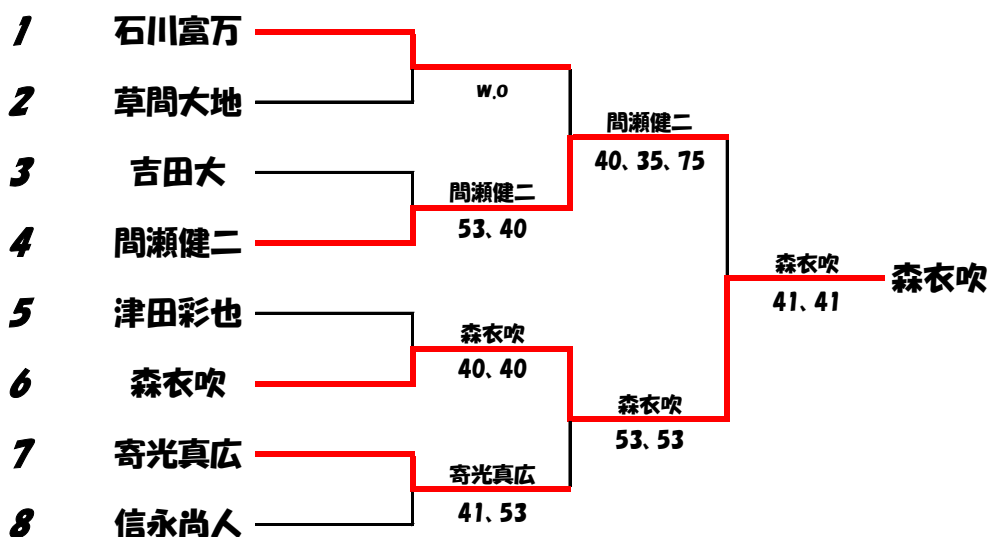 1 石川富万
2 草間大地
w.o
3 吉田大
4 間瀬健二
間瀬健二
53、40
間瀬健二
40、35、75
5 津田彩也
6 森衣吹
森衣吹
40、40
7 寄光真広
8 信永尚人
寄光真広
41、53
森衣吹
53、53
森衣吹
41、41
森衣吹